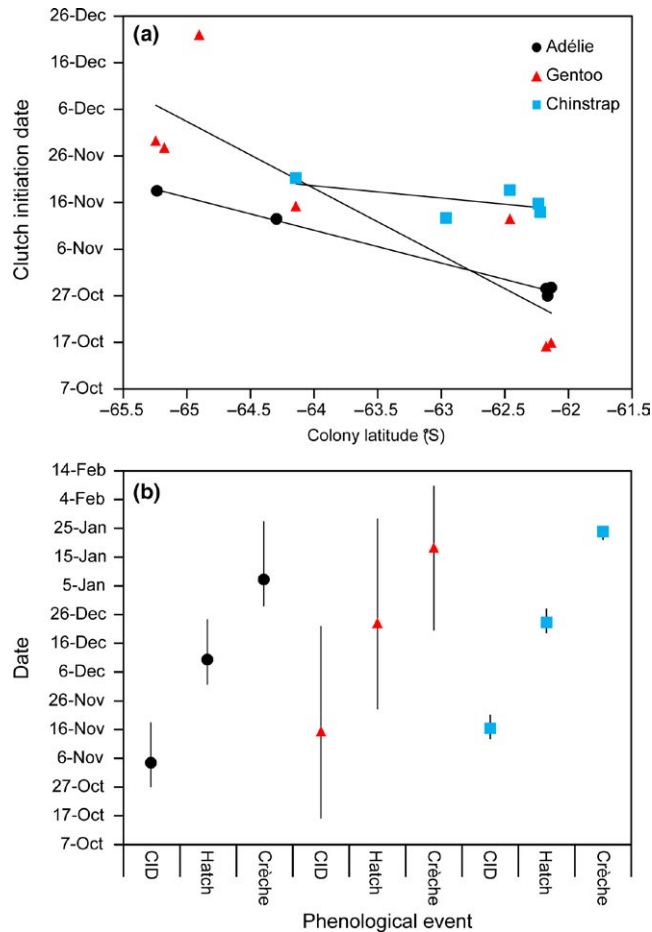 (a)
Adélie
Gentoo
Chinstrap
Clutch initiation date
26-Dec
16-Dec
6-Dec
26-Nov
16-Nov
6-Nov
27-Oct
17-Oct
7-Oct
−65.5 −65 −64.5 −64 −63.5 −63 −62.5 −62 −61.5
Colony latitude (°S)
(b)
Date
14-Feb
4-Feb
25-Jan
15-Jan
5-Jan
26-Dec
16-Dec
6-Dec
26-Nov
16-Nov
6-Nov
27-Oct
17-Oct
7-Oct
CID Hatch Crèche CID Hatch Crèche CID Hatch Crèche
Phenological event